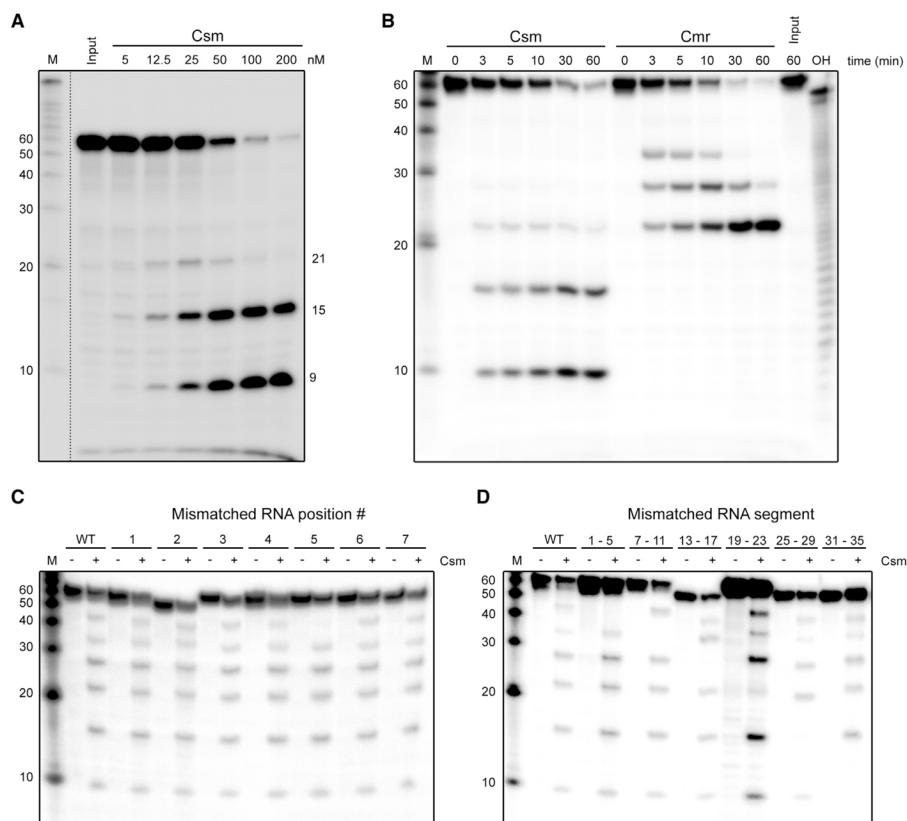 A
Csm
M Input 5 12.5 25 50 100 200 nM
60
50
40
30
20
10
21
15
9
B
Csm Cmr Input
M 0 3 5 10 30 60 0 3 5 10 30 60 60 OH time (min)
60
50
40
30
20
10
C
Mismatched RNA position #
WT 1 2 3 4 5 6 7
M - + - + - + - + - + - + - + - + Csm
60
50
40
30
20
10
D
Mismatched RNA segment
WT 1 - 5 7 - 11 13 - 17 19 - 23 25 - 29 31 - 35
M - + - + - + - + - + - + - + Csm
60
50
40
30
20
10